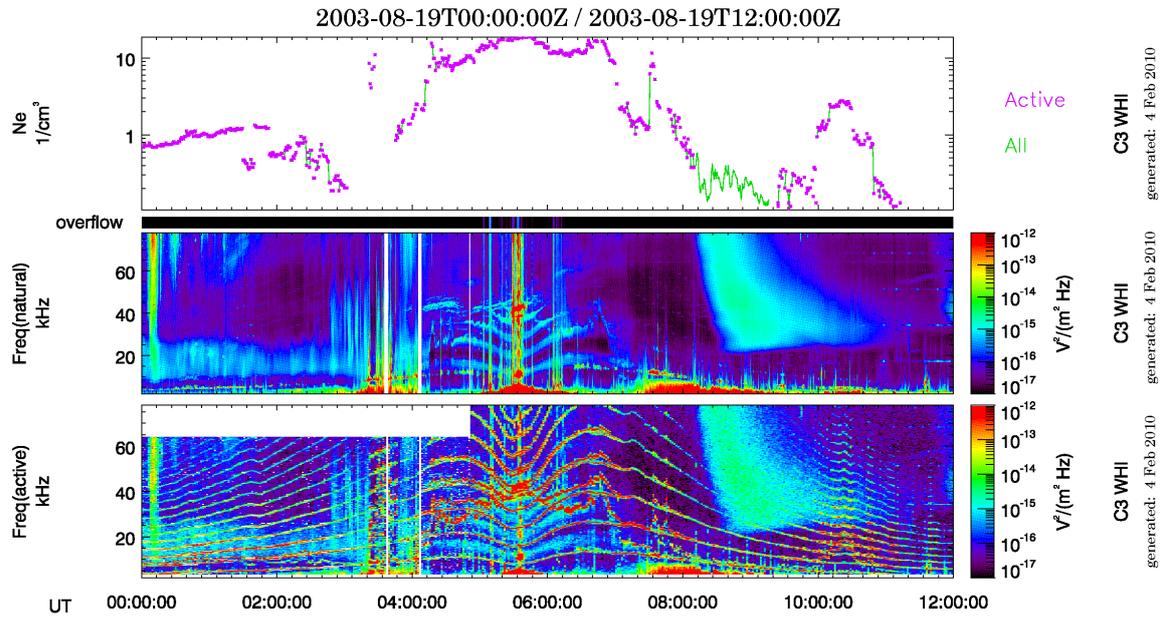 2003-08-19T00:00:00Z / 2003-08-19T12:00:00Z
Ne
1/cm³
10
1
Active
All
C3 WHI
generated: 4 Feb 2010
overflow
Freq(natural)
kHz
60
40
20
10⁻¹²
10⁻¹³
10⁻¹⁴
10⁻¹⁵
10⁻¹⁶
10⁻¹⁷
V²/(m² Hz)
C3 WHI
generated: 4 Feb 2010
Freq(active)
kHz
60
40
20
10⁻¹²
10⁻¹³
10⁻¹⁴
10⁻¹⁵
10⁻¹⁶
10⁻¹⁷
V²/(m² Hz)
C3 WHI
generated: 4 Feb 2010
UT 00:00:00 02:00:00 04:00:00 06:00:00 08:00:00 10:00:00 12:00:00